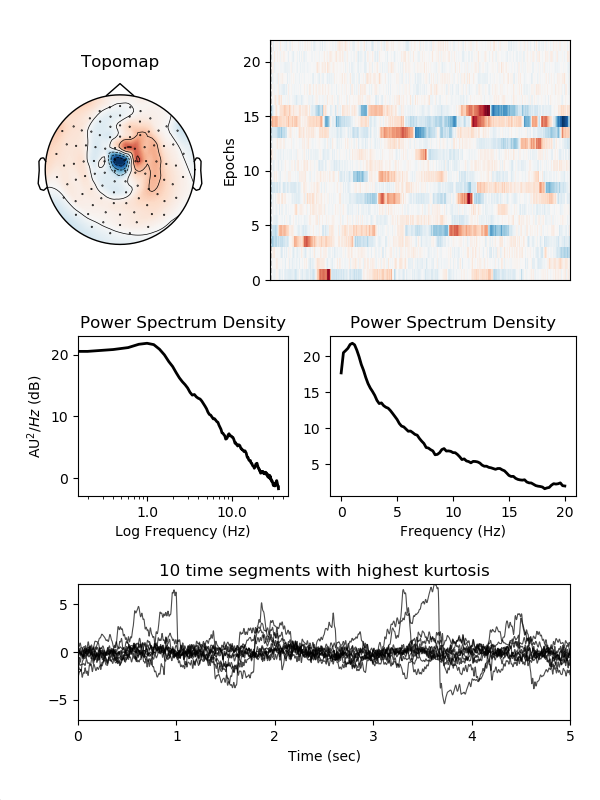 Topomap
Epochs
20
15
10
5
0
Power Spectrum Density
AU²/Hz (dB)
20
10
0
1.0 10.0
Log Frequency (Hz)
Power Spectrum Density
20
15
10
5
0 5 10 15 20
Frequency (Hz)
10 time segments with highest kurtosis
5
0
−5
0 1 2 3 4 5
Time (sec)